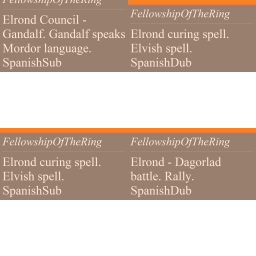 FellowshipOfTheRing
Elrond Council -
Gandalf. Gandalf speaks
Mordor language.
SpanishSub
FellowshipOfTheRing
Elrond curing spell.
Elvish spell.
SpanishDub
FellowshipOfTheRing
Elrond curing spell.
Elvish spell.
SpanishSub
FellowshipOfTheRing
Elrond - Dagorlad
battle. Rally.
SpanishDub